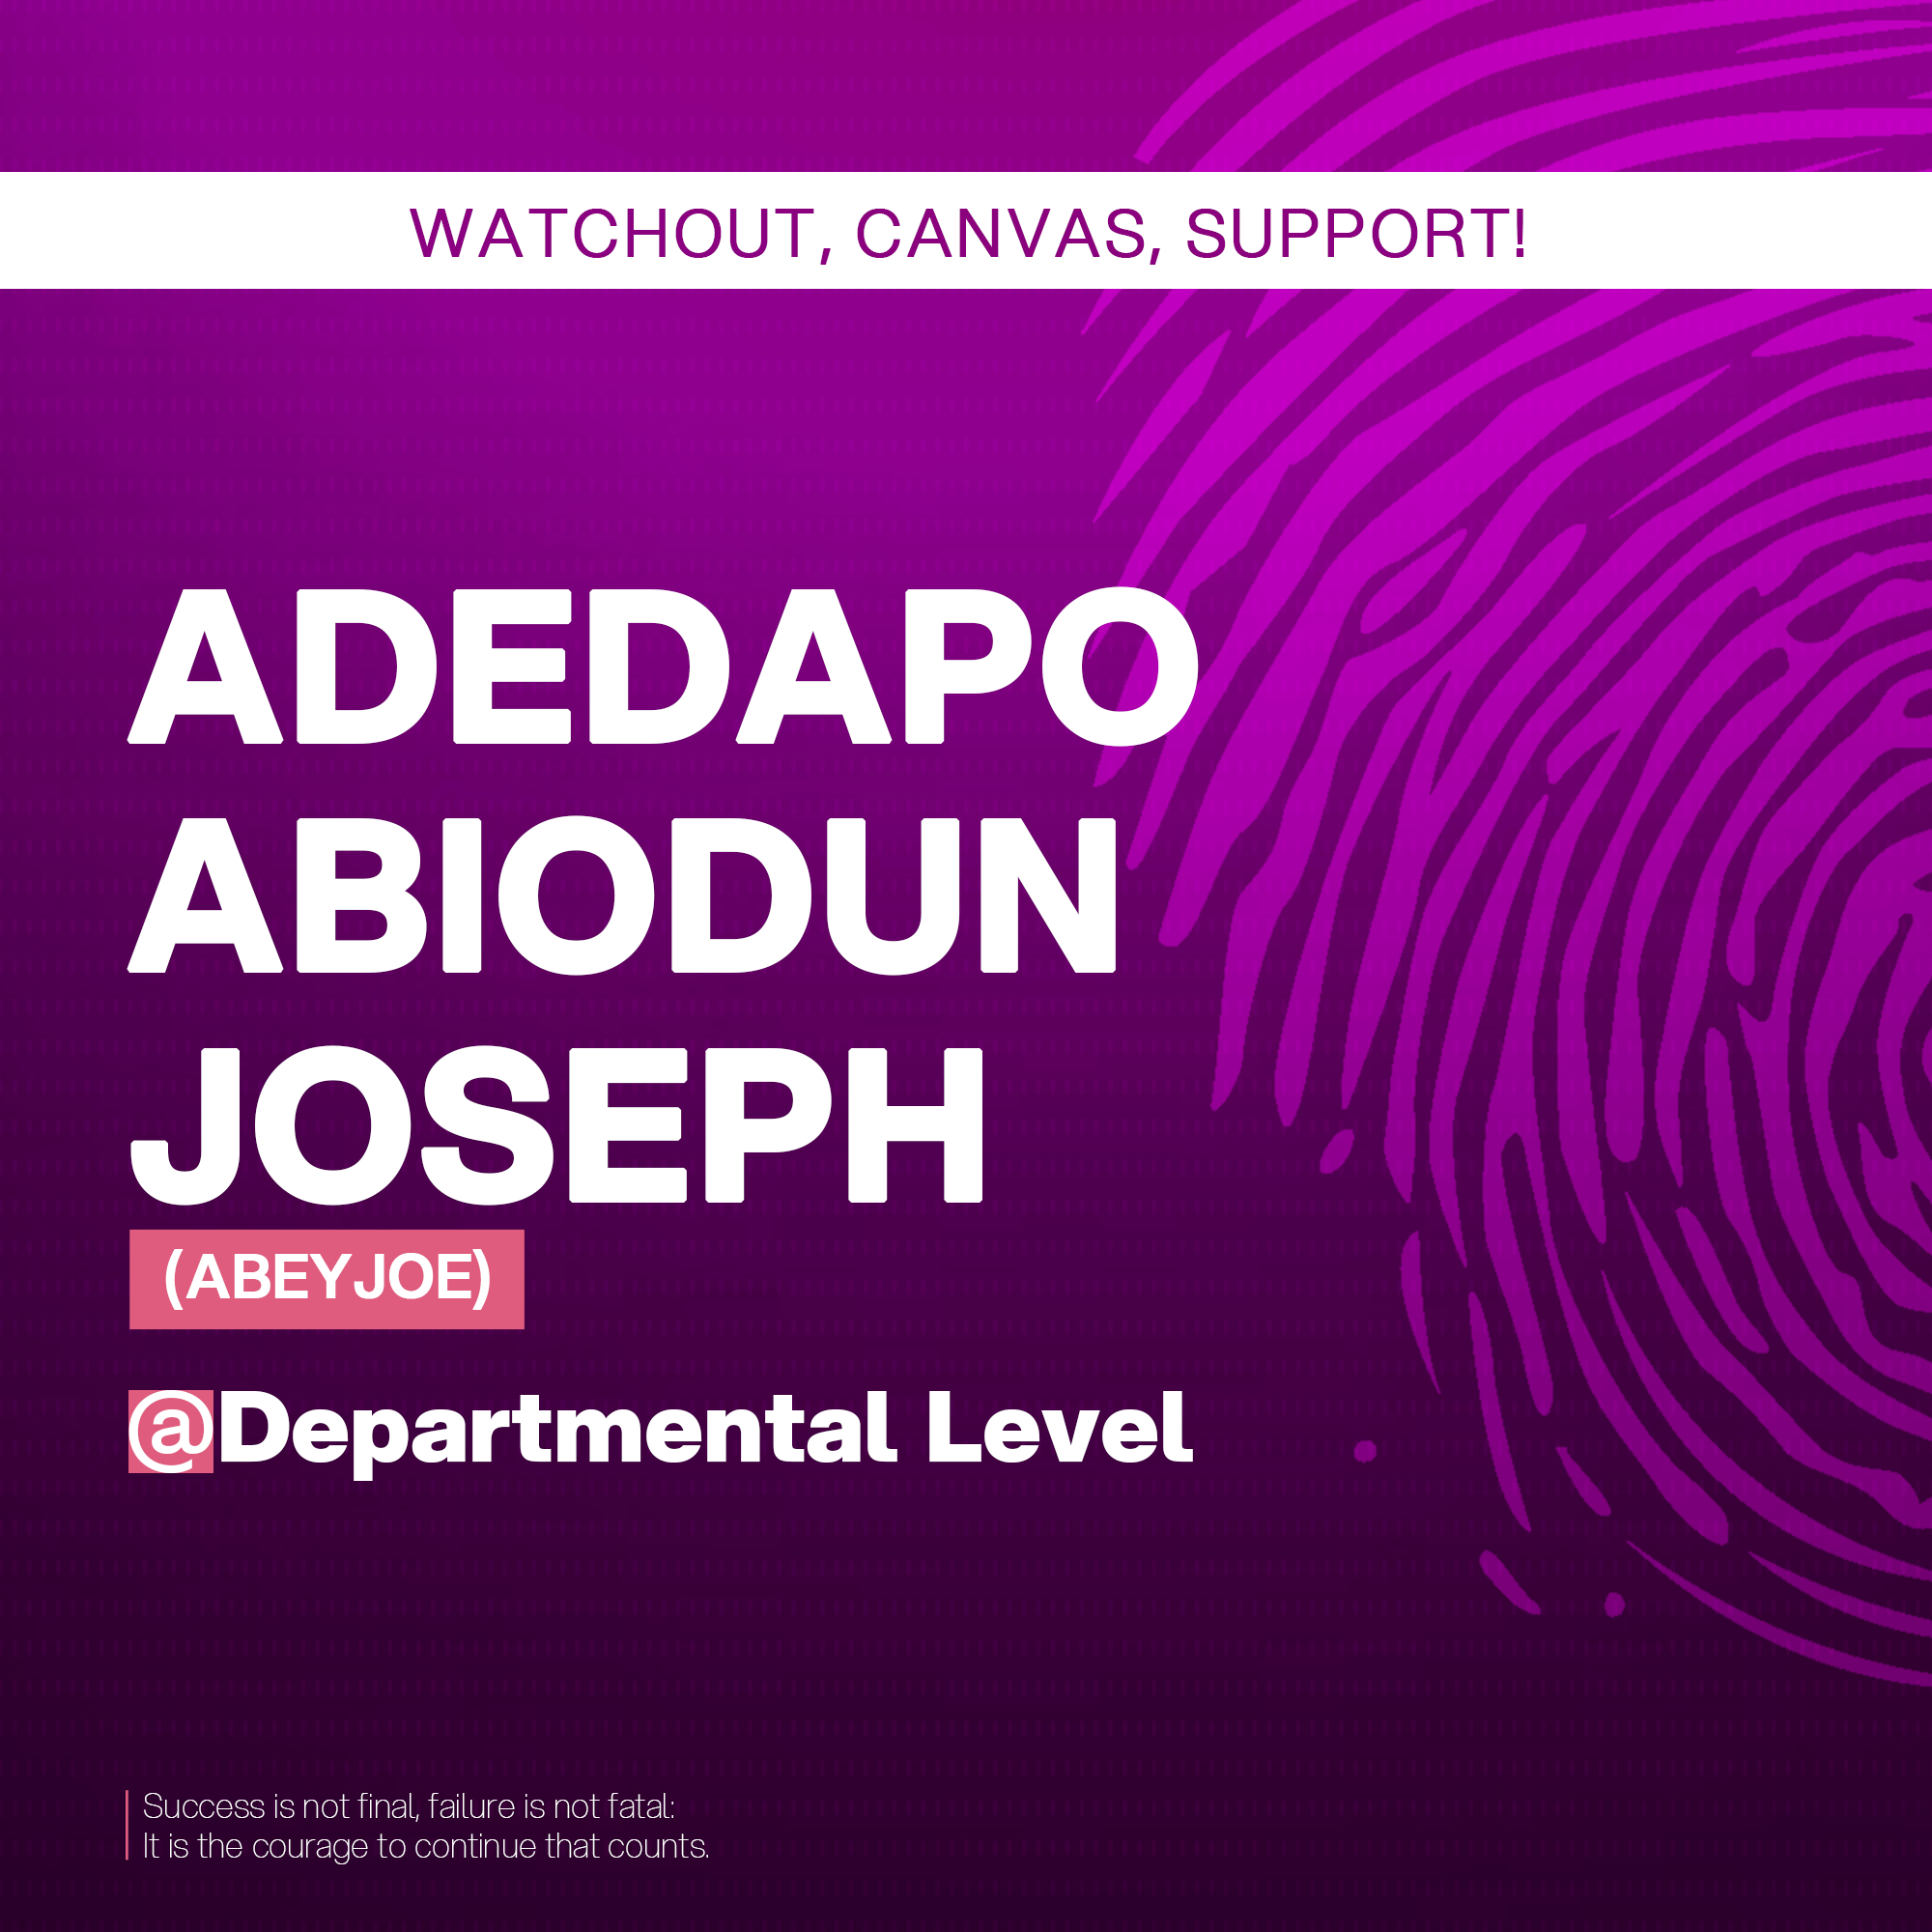 WATCHOUT, CANVAS, SUPPORT!
ADEDAPO
ABIODUN
JOSEPH
(ABEYJOE)
@Departmental Level
Success is not final, failure is not fatal:
It is the courage to continue that counts.